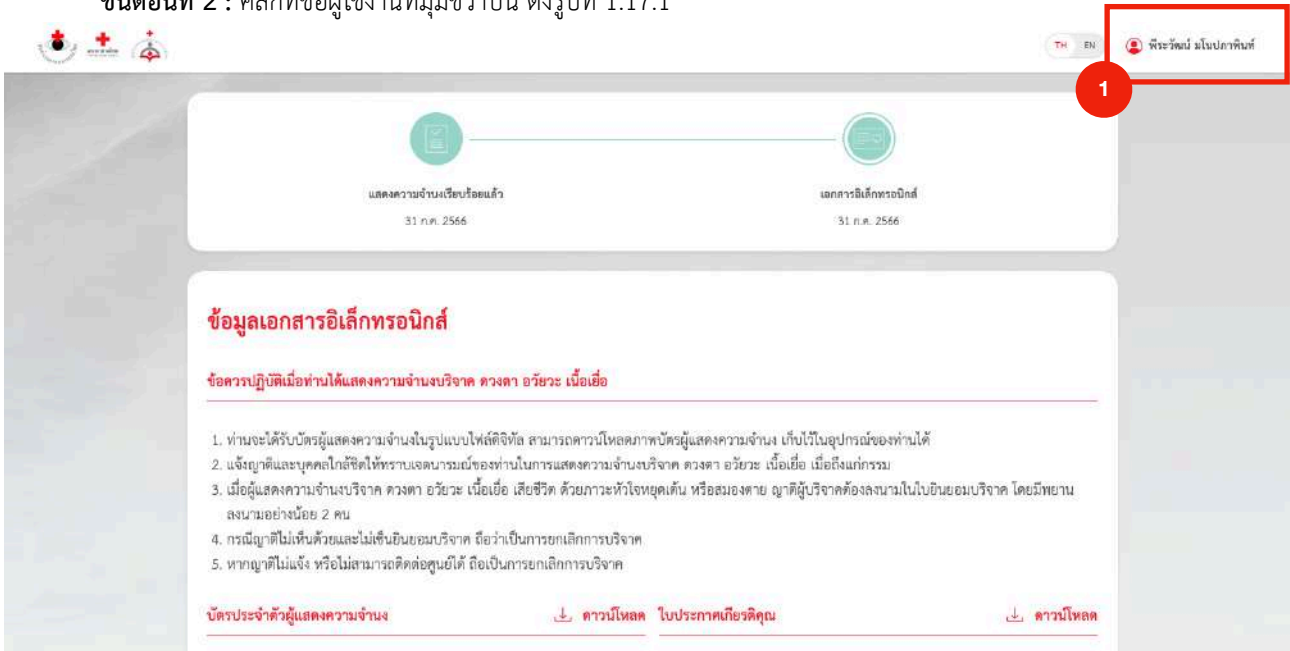 ขั้นตอนที่ 2 : คลิกที่ชื่อผู้ใช้งานที่มุมขวาบน ดังรูปที่ 1.17.1
TH EN พีระวัฒน์ มโนปภาพินท์
1
แสดงความจำนงเรียบร้อยแล้ว เอกสารอิเล็กทรอนิกส์
31 ก.ค. 2566 31 ก.ค. 2566
ข้อมูลเอกสารอิเล็กทรอนิกส์
ข้อควรปฏิบัติเมื่อท่านได้แสดงความจำนงบริจาค ดวงตา อวัยวะ เนื้อเยื่อ
1. ท่านจะได้รับบัตรผู้แสดงความจำนงในรูปแบบไฟล์ดิจิทัล สามารถดาวน์โหลดภาพบัตรผู้แสดงความจำนง เก็บไว้ในอุปกรณ์ของท่านได้
2. แจ้งญาติและบุคคลใกล้ชิดให้ทราบเจตนารมณ์ของท่านในการแสดงความจำนงบริจาค ดวงตา อวัยวะ เนื้อเยื่อ เมื่อถึงแก่กรรม
3. เมื่อผู้แสดงความจำนงบริจาค ดวงตา อวัยวะ เนื้อเยื่อ เสียชีวิต ด้วยภาวะหัวใจหยุดเต้น หรือสมองตาย ญาติผู้บริจาคต้องลงนามในใบยินยอมบริจาค โดยมีพยาน
ลงนามอย่างน้อย 2 คน
4. กรณีญาติไม่เห็นด้วยและไม่เซ็นยินยอมบริจาค ถือว่าเป็นการยกเลิกการบริจาค
5. หากญาติไม่แจ้ง หรือไม่สามารถติดต่อศูนย์ได้ ถือเป็นการยกเลิกการบริจาค
บัตรประจำตัวผู้แสดงความจำนง ดาวน์โหลด ใบประกาศเกียรติคุณ ดาวน์โหลด